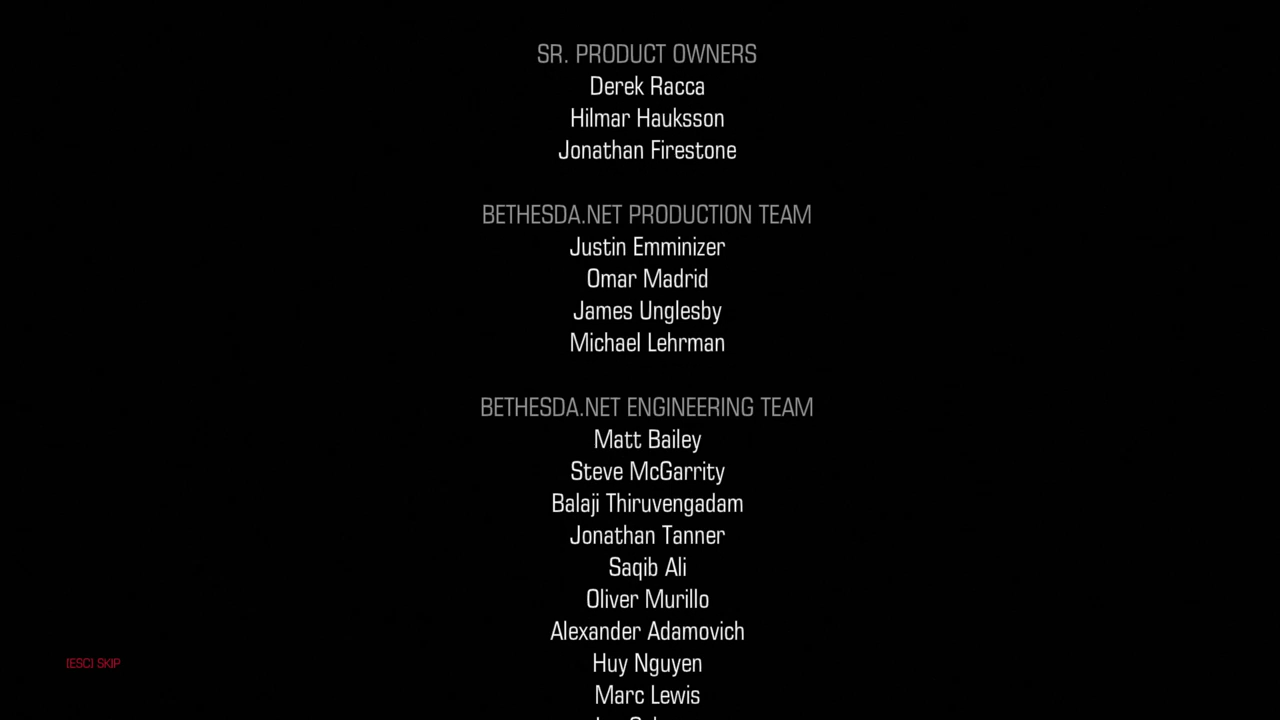 SR. PRODUCT OWNERS
Derek Racca
Hilmar Hauksson
Jonathan Firestone
BETHESDA.NET PRODUCTION TEAM
Justin Emminizer
Omar Madrid
James Unglesby
Michael Lehrman
BETHESDA.NET ENGINEERING TEAM
Matt Bailey
Steve McGarrity
Balaji Thiruvengadam
Jonathan Tanner
Saqib Ali
Oliver Murillo
Alexander Adamovich
Huy Nguyen
[ESC] SKIP
Marc Lewis